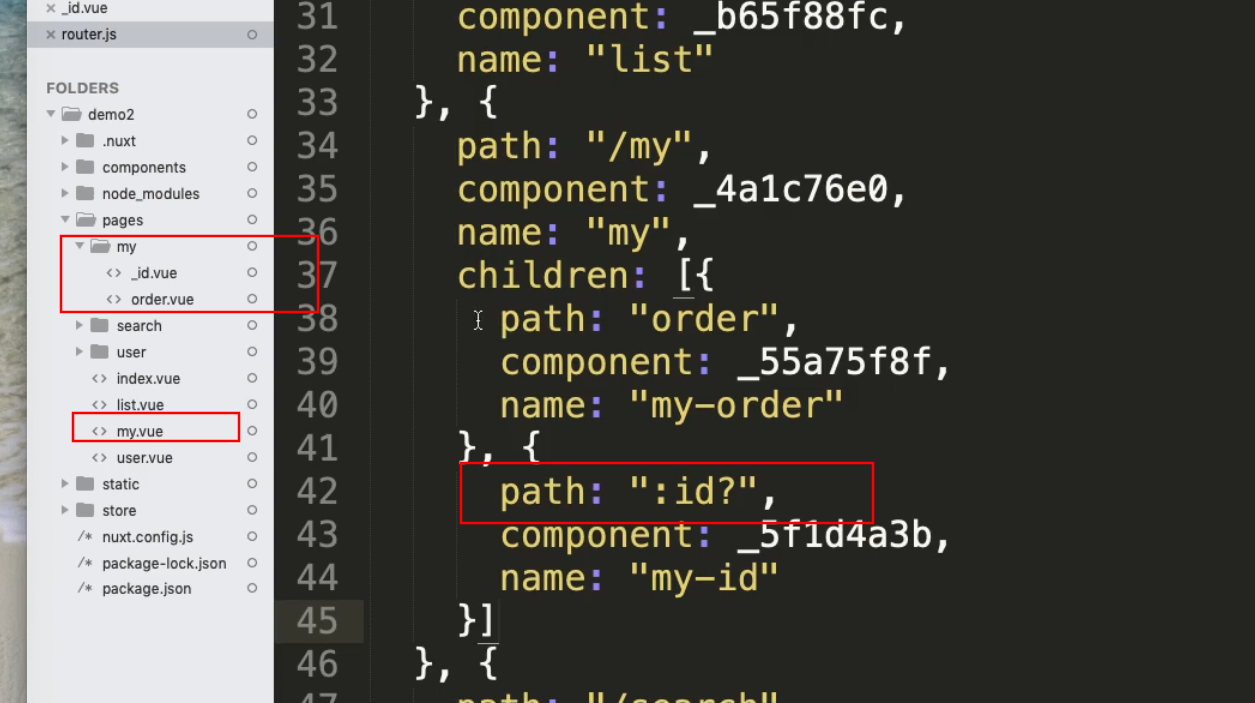 _id.vue
router.js
FOLDERS
demo2
.nuxt
components
node_modules
pages
my
_id.vue
order.vue
search
user
index.vue
list.vue
my.vue
user.vue
static
store
/* nuxt.config.js
/* package-lock.json
/* package.json
31 component: _b65f88fc,
32 name: "list"
33 }, {
34 path: "/my",
35 component: _4a1c76e0,
36 name: "my",
37 children: [{
38 path: "order",
39 component: _55a75f8f,
40 name: "my-order"
41 }, {
42 path: ":id?",
43 component: _5f1d4a3b,
44 name: "my-id"
45 }]
46 }, {
47 path: "/search"